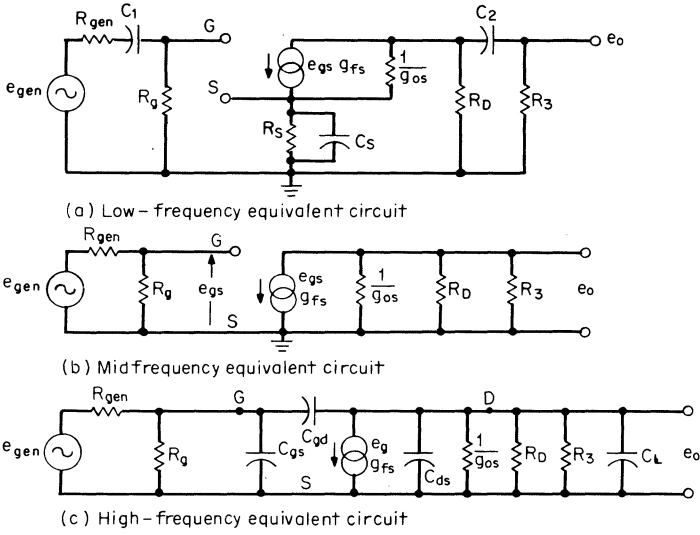 Rgen C1 G C2 eo
egen Rg S egs gfs 1/gos RD R3
RS CS
(a) Low-frequency equivalent circuit
Rgen G
egen Rg egs S egs gfs 1/gos RD R3 eo
(b) Midfrequency equivalent circuit
Rgen G Cgd D
egen Rg Cgs S eg gfs Cds 1/gos RD R3 CL eo
(c) High-frequency equivalent circuit